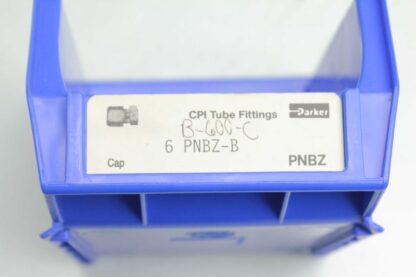 CPI Tube Fittings
Parker
B-600-C
6 PNBZ-B
Cap
PNBZ